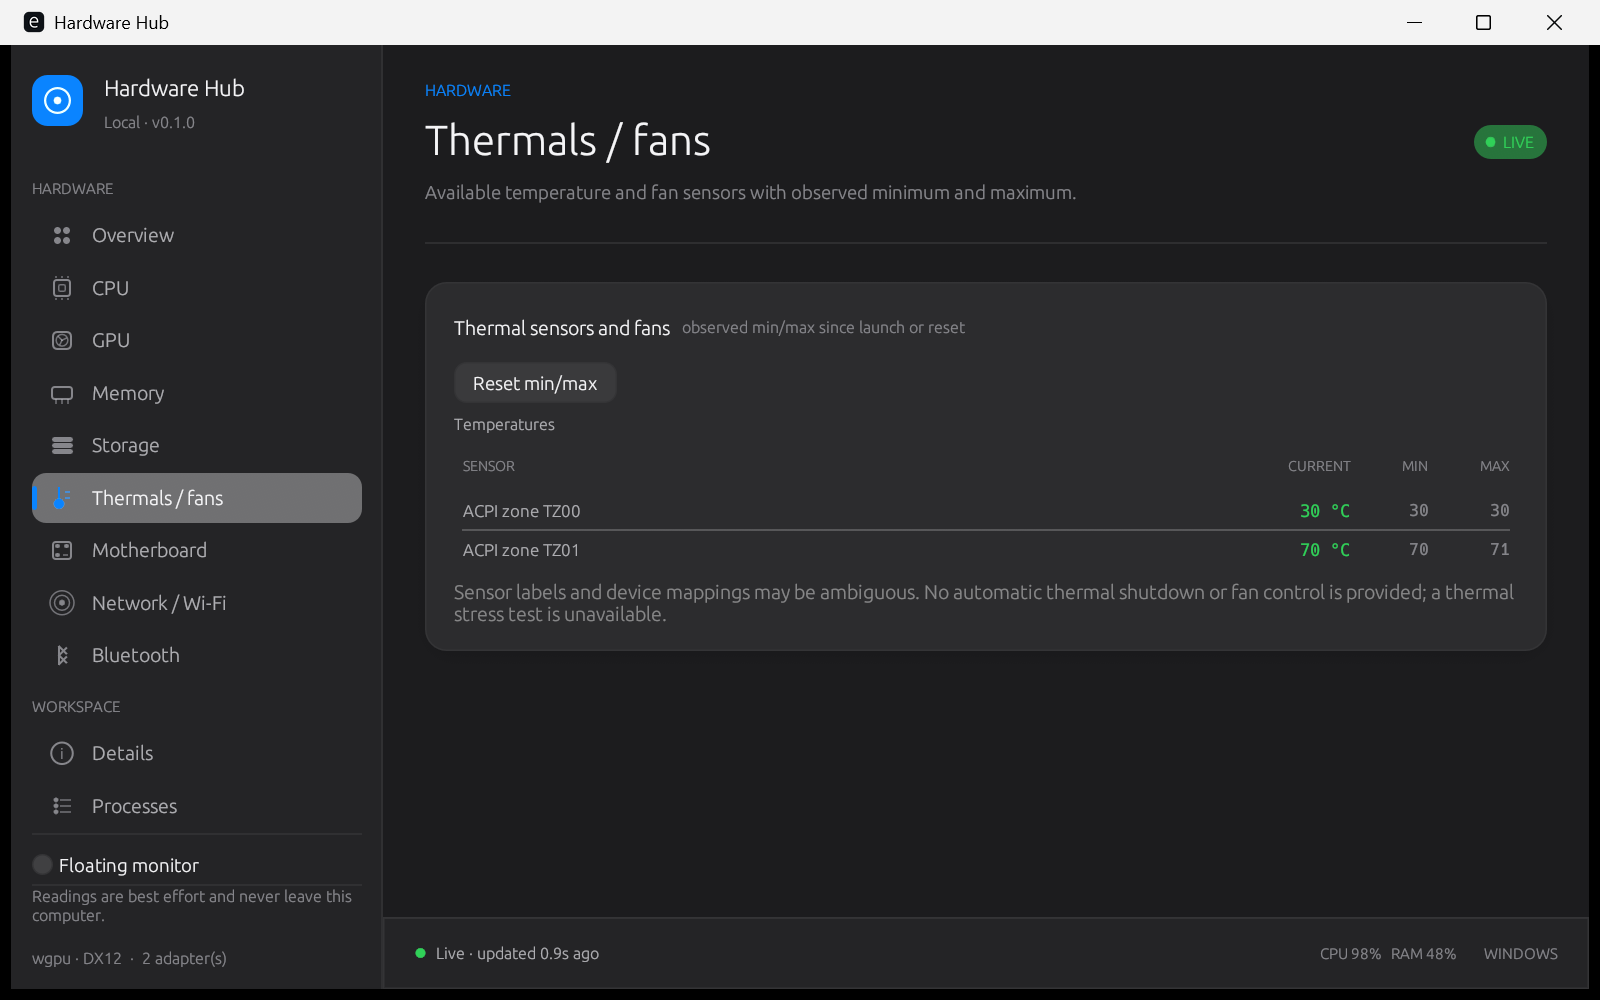 e Hardware Hub
Hardware Hub
Local · v0.1.0
HARDWARE
Overview
CPU
GPU
Memory
Storage
Thermals / fans
Motherboard
Network / Wi-Fi
Bluetooth
WORKSPACE
Details
Processes
Floating monitor
Readings are best effort and never leave this
computer.
wgpu · DX12 · 2 adapter(s)
HARDWARE
Thermals / fans
LIVE
Available temperature and fan sensors with observed minimum and maximum.
Thermal sensors and fans observed min/max since launch or reset
Reset min/max
Temperatures
SENSOR CURRENT MIN MAX
ACPI zone TZ00 30 °C 30 30
ACPI zone TZ01 70 °C 70 71
Sensor labels and device mappings may be ambiguous. No automatic thermal shutdown or fan control is provided; a thermal
stress test is unavailable.
Live · updated 0.9s ago
CPU 98% RAM 48% WINDOWS